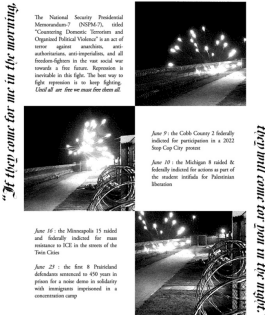 "If they come for me in the morning,
The National Security Presidential
Memorandum-7 (NSPM-7), titled
"Countering Domestic Terrorism and
Organized Political Violence" is an act of
terror against anarchists, anti-
authoritarians, anti-imperialists, and all
freedom-fighters in the vast social war
towards a free future. Repression is
inevitable in this fight. The best way to
fight repression is to keep fighting.
Until all are free we must free them all.
June 9 : the Cobb County 2 federally
indicted for participation in a 2022
Stop Cop City protest
June 10 : the Michigan 8 raided &
federally indicted for actions as part of
the student intifada for Palestinian
liberation
June 16 : the Minneapolis 15 raided
and federally indicted for mass
resistance to ICE in the streets of the
Twin Cities
June 23 : the first 8 Prairieland
defendants sentenced to 450 years in
prison for a noise demo in solidarity
with immigrants imprisoned in a
concentration camp
they will come for you in the night.